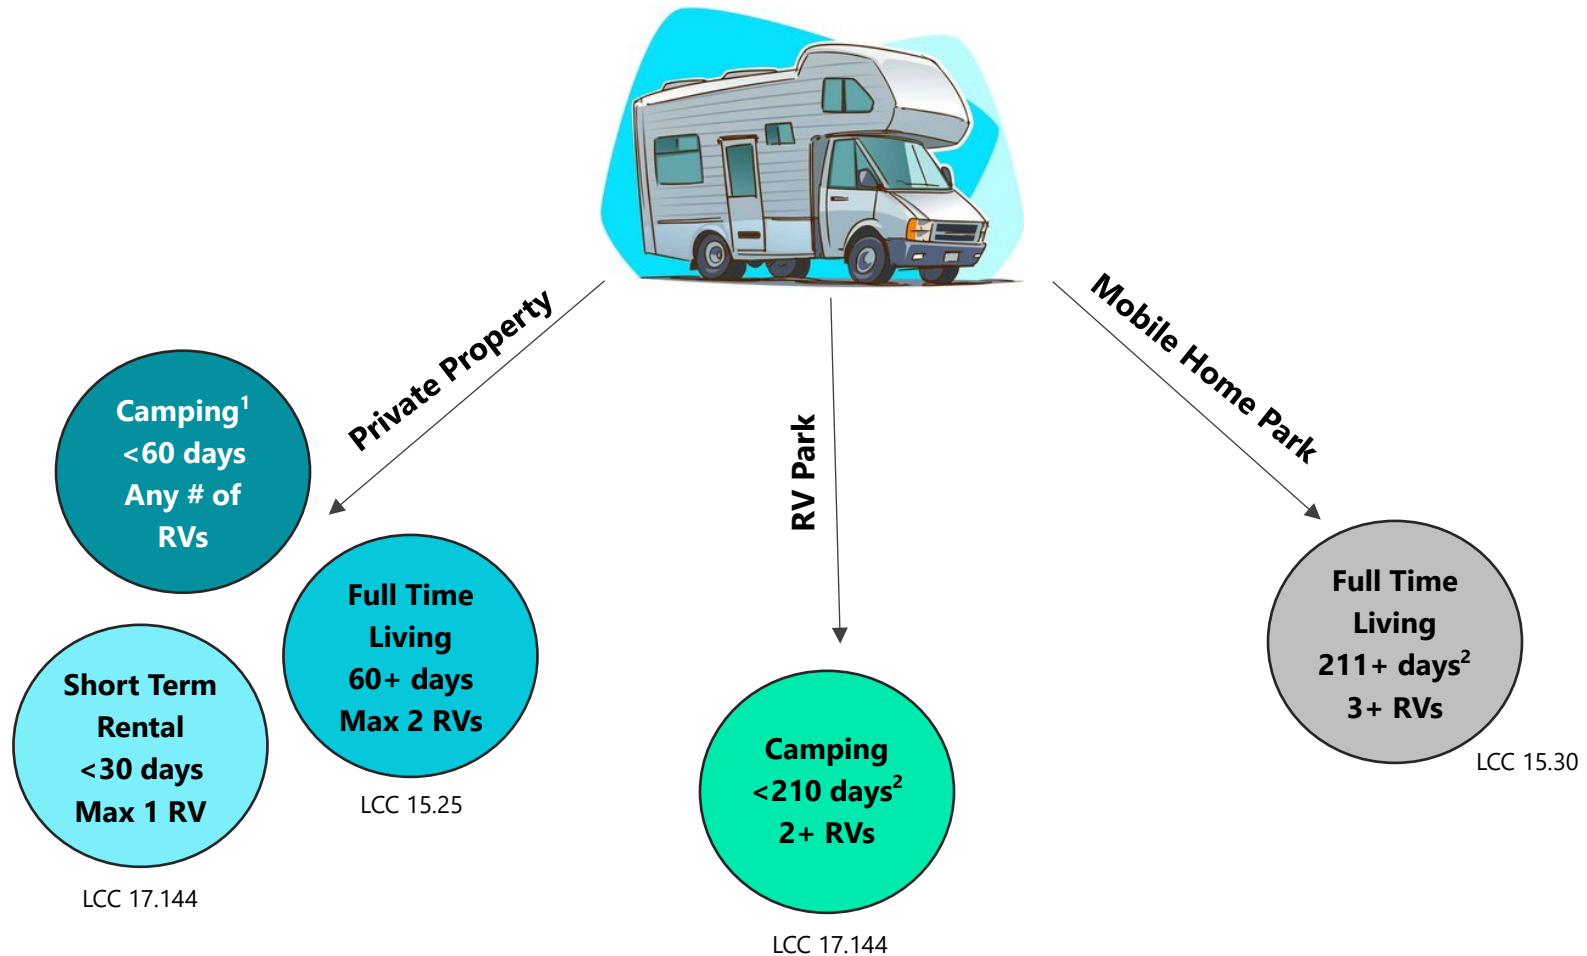 Private Property
RV Park
Mobile Home Park
Camping¹
<60 days
Any # of
RVs
Full Time
Living
60+ days
Max 2 RVs
LCC 15.25
Short Term
Rental
<30 days
Max 1 RV
LCC 17.144
Camping
<210 days²
2+ RVs
LCC 17.144
Full Time
Living
211+ days²
3+ RVs
LCC 15.30